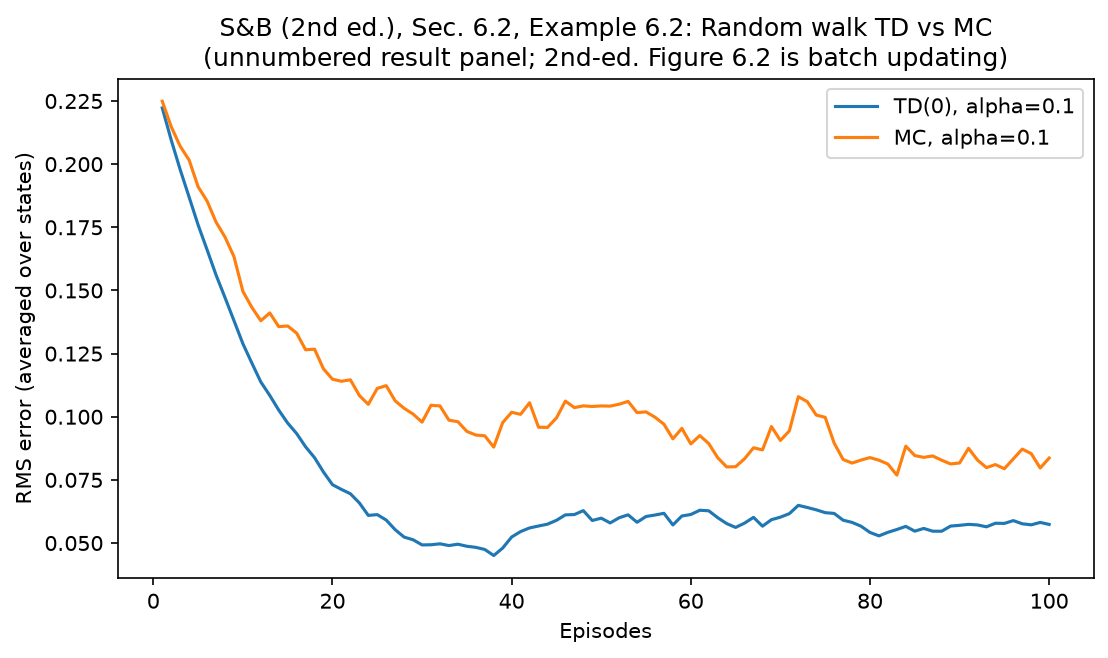 S&B (2nd ed.), Sec. 6.2, Example 6.2: Random walk TD vs MC
(unnumbered result panel; 2nd-ed. Figure 6.2 is batch updating)
TD(0), alpha=0.1
MC, alpha=0.1
RMS error (averaged over states)
0.225
0.200
0.175
0.150
0.125
0.100
0.075
0.050
0
20
40
60
80
100
Episodes